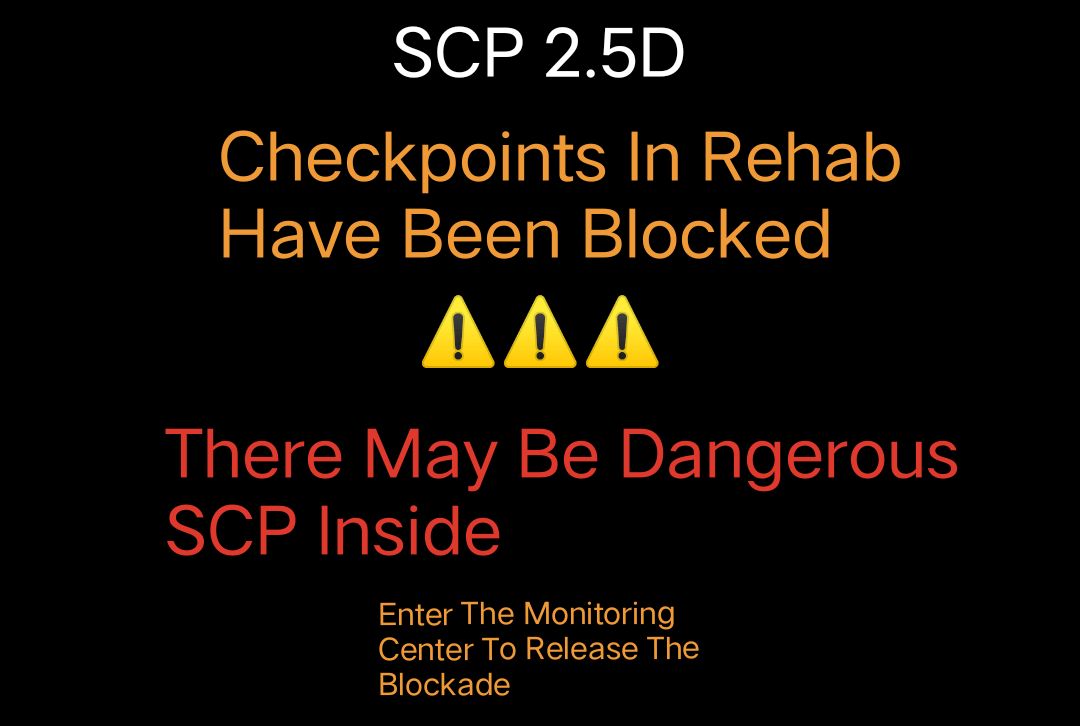 SCP 2.5D
Checkpoints In Rehab
Have Been Blocked
⚠️⚠️⚠️
There May Be Dangerous
SCP Inside
Enter The Monitoring
Center To Release The
Blockade